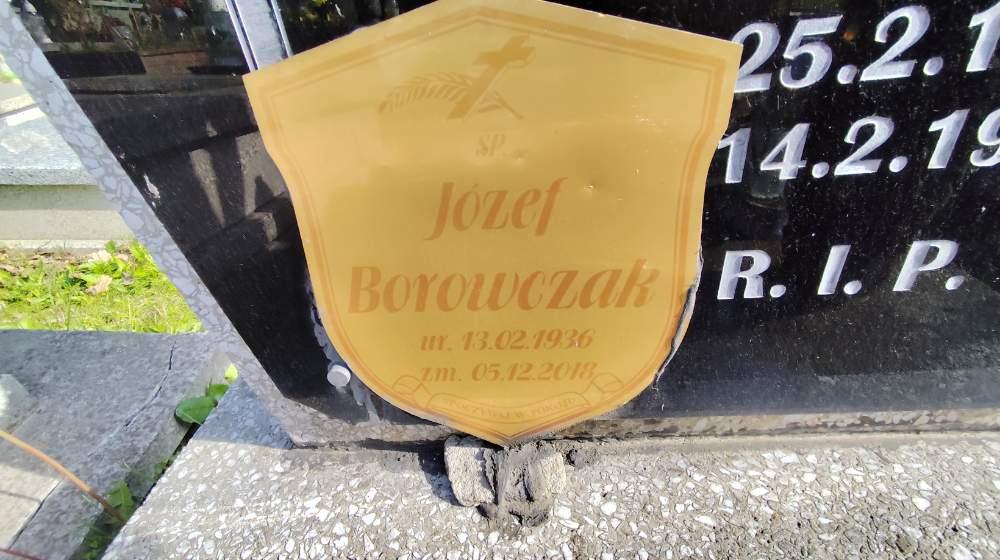 ŚP.
Józef
Borowczak
ur. 13.02.1936
zm. 05.12.2018
25.2.1
14.2.19
R. I. P.